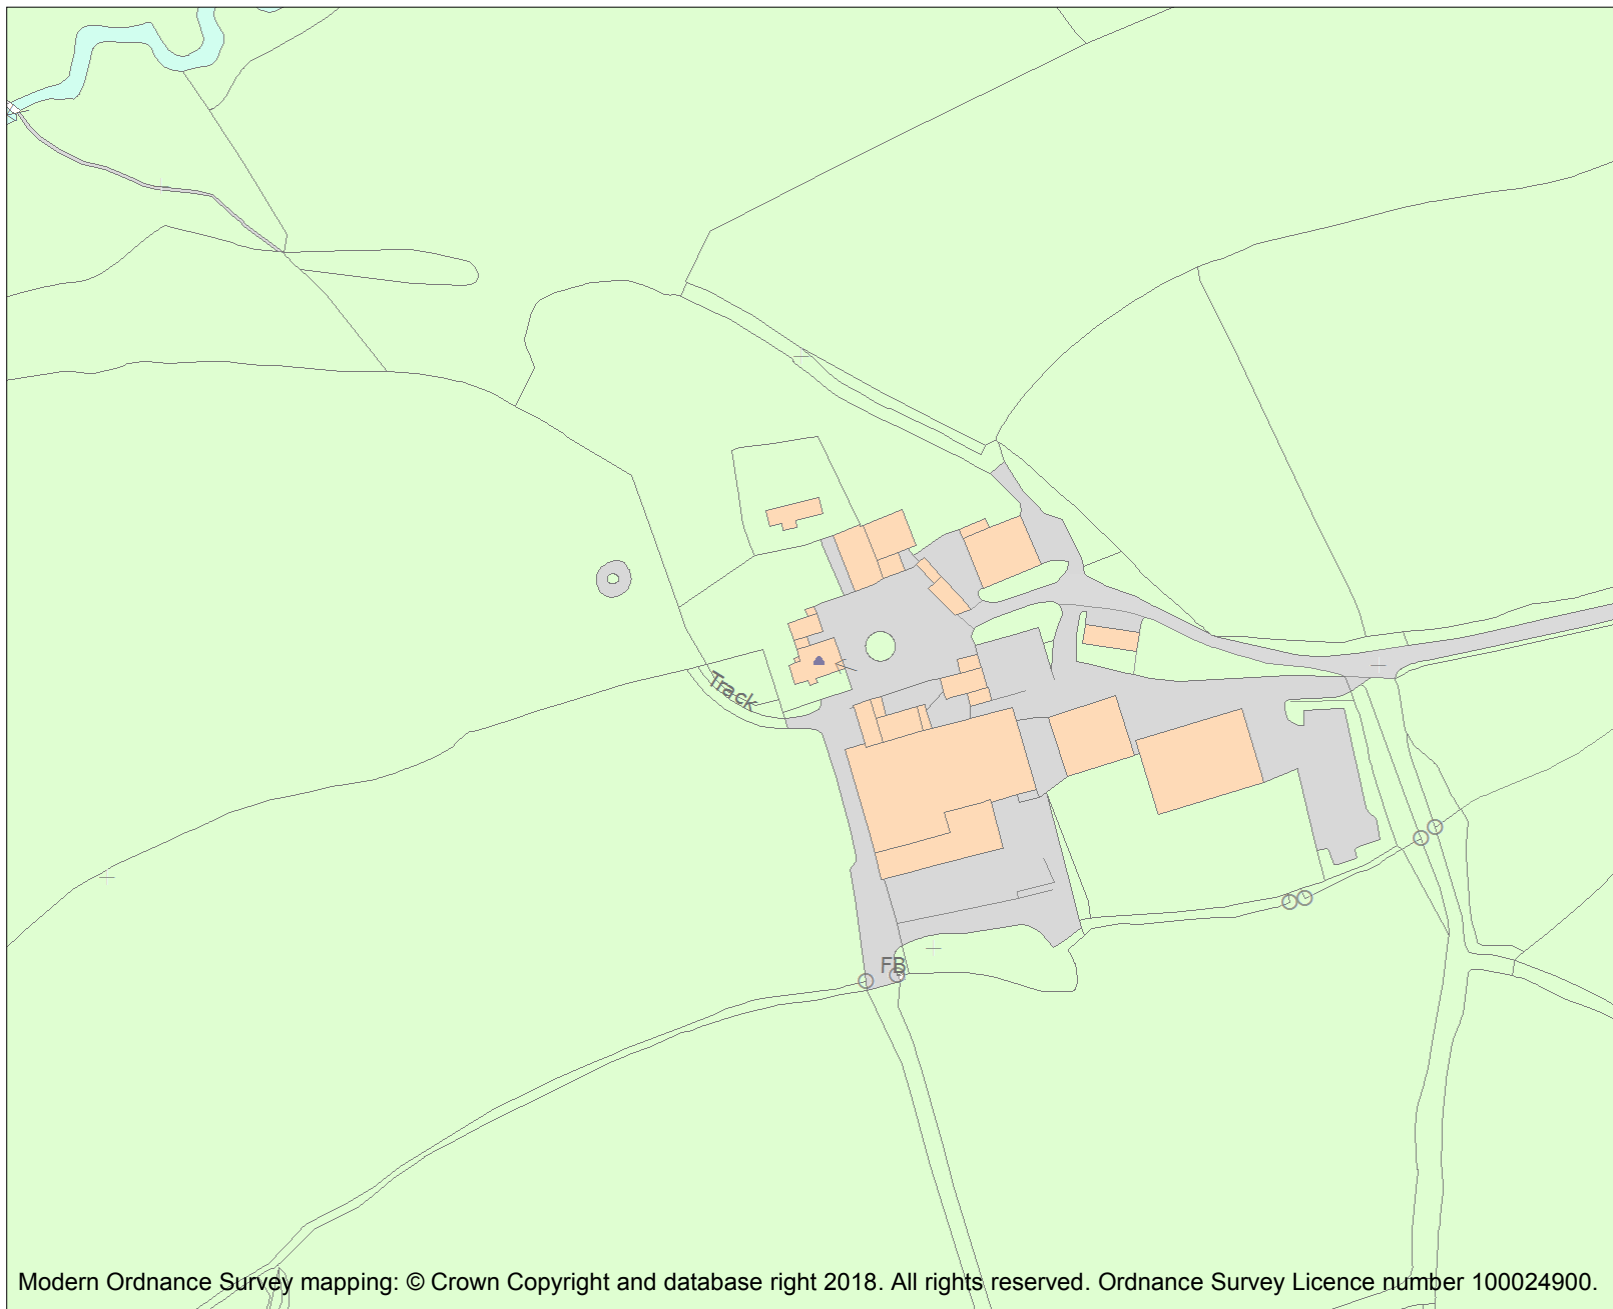 Track
FB
Modern Ordnance Survey mapping: © Crown Copyright and database right 2018. All rights reserved. Ordnance Survey Licence number 100024900.